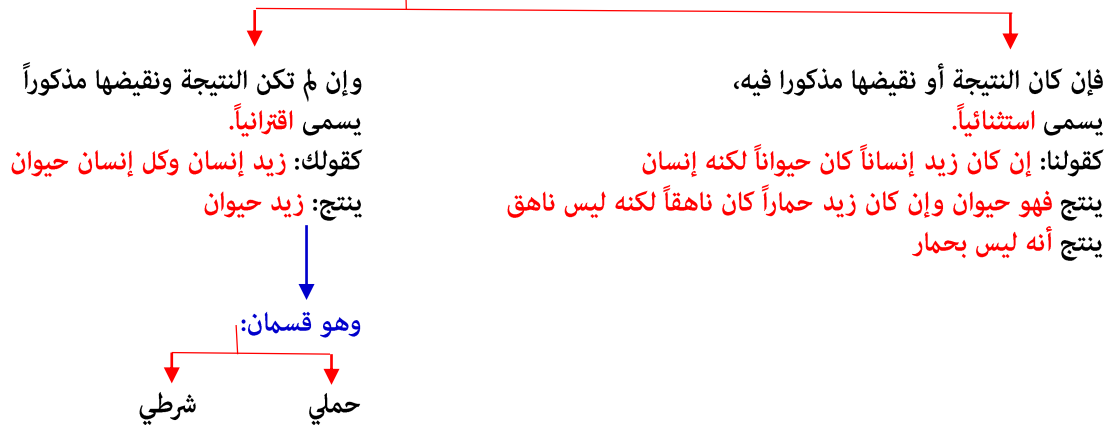 فإن كان النتيجة أو نقيضها مذكورا فيه،
يسمى استثنائياً.
كقولنا: إن كان زيد إنساناً كان حيواناً لكنه إنسان
ينتج فهو حيوان وإن كان زيد حماراً كان ناهقاً لكنه ليس ناهق
ينتج أنه ليس بحمار
وإن لم تكن النتيجة ونقيضها مذكوراً
يسمى اقترانياً.
كقولك: زيد إنسان وكل إنسان حيوان
ينتج: زيد حيوان
وهو قسمان:
حملي
شرطي